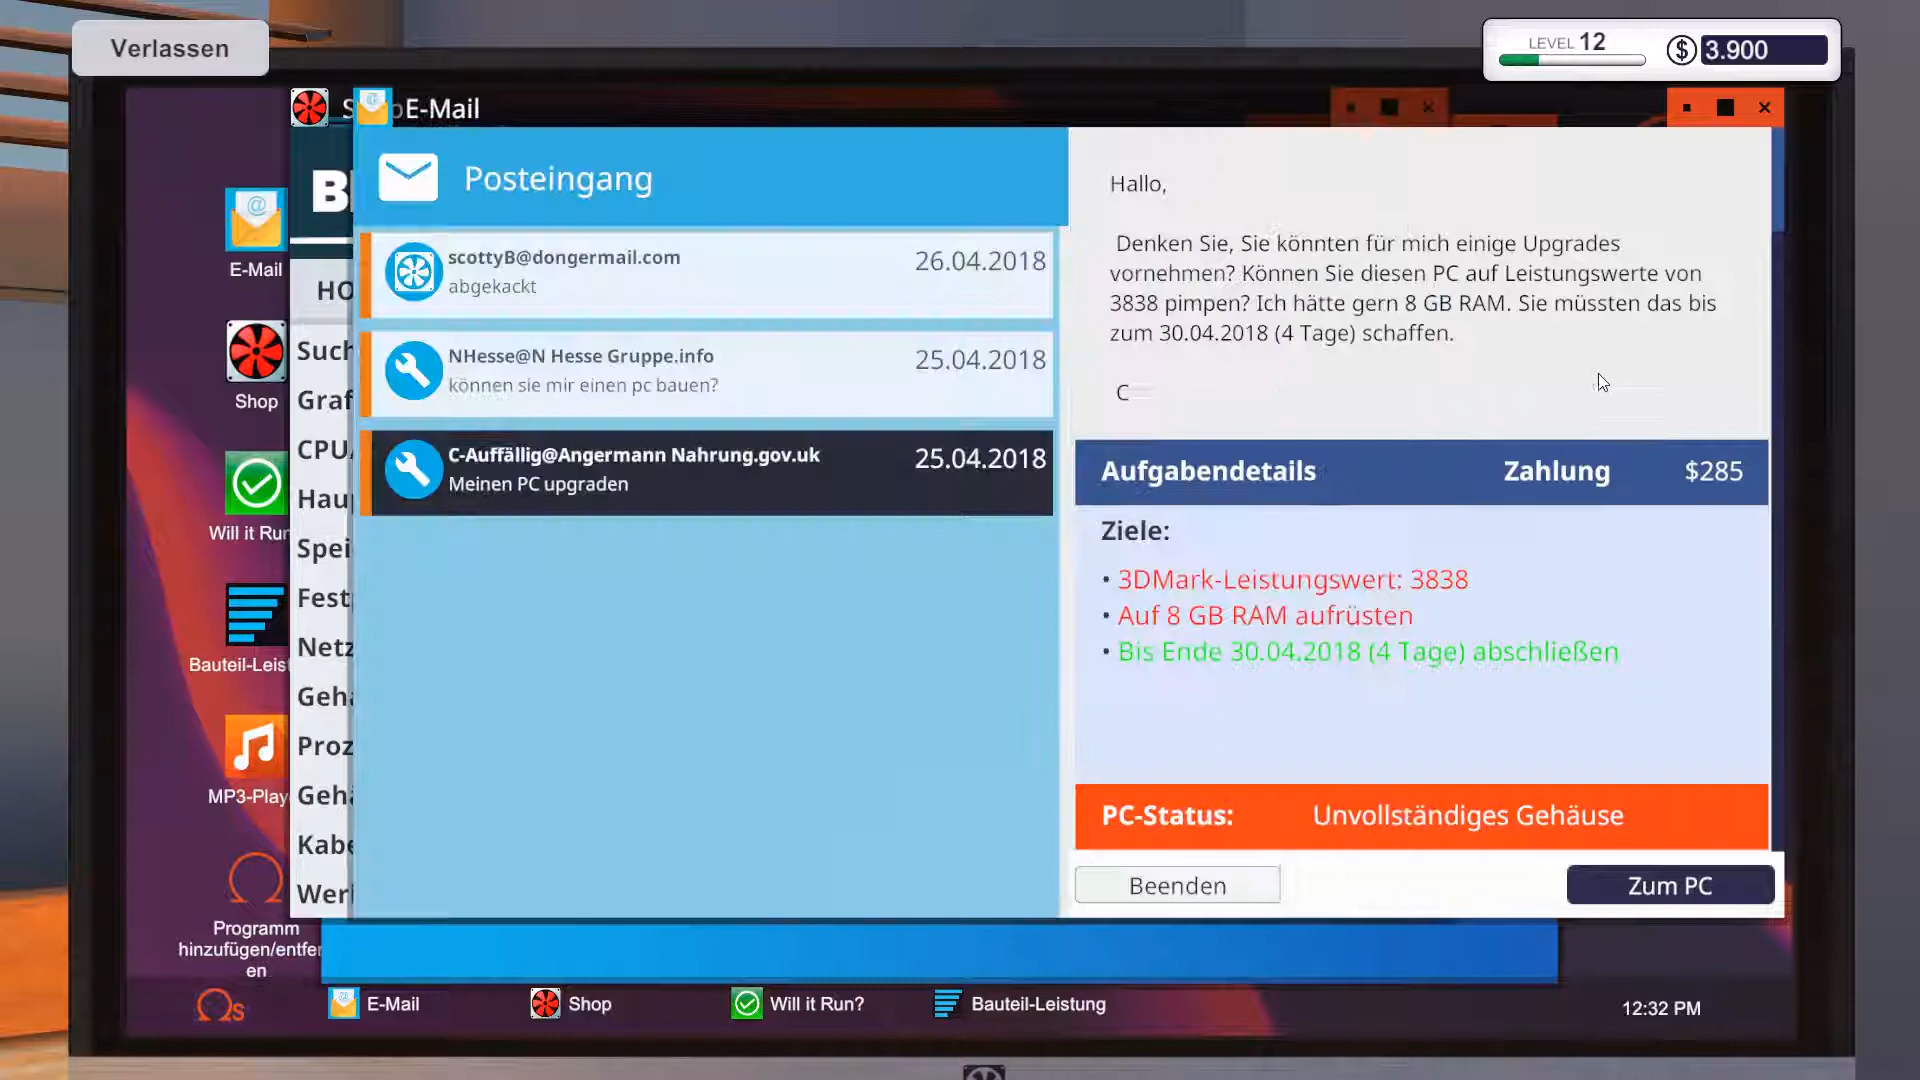 Verlassen
LEVEL 12
$ 3.900
E-Mail
Posteingang
scottyB@dongermail.com
26.04.2018
abgekackt
NHesse@N Hesse Gruppe.info
25.04.2018
können sie mir einen pc bauen?
C-Auffällig@Angermann Nahrung.gov.uk
25.04.2018
Meinen PC upgraden
Hallo,
Denken Sie, Sie könnten für mich einige Upgrades
vornehmen? Können Sie diesen PC auf Leistungswerte von
3838 pimpen? Ich hätte gern 8 GB RAM. Sie müssten das bis
zum 30.04.2018 (4 Tage) schaffen.
C
Aufgabendetails
Zahlung
$285
Ziele:
• 3DMark-Leistungswert: 3838
• Auf 8 GB RAM aufrüsten
• Bis Ende 30.04.2018 (4 Tage) abschließen
PC-Status:
Unvollständiges Gehäuse
Beenden
Zum PC
E-Mail
Shop
Will it Run
Bauteil-Leist
MP3-Play
Programm
hinzufügen/entfer
en
HO
Such
Graf
CPU
Hau
Spei
Fest
Netz
Geh
Proz
Geh
Kabe
Wer
E-Mail
Shop
Will it Run?
Bauteil-Leistung
12:32 PM